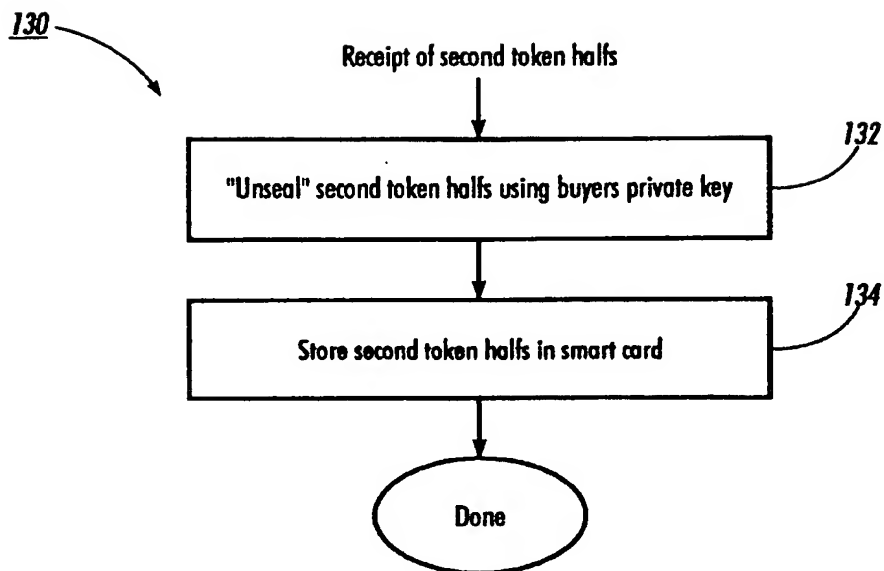 130
Receipt of second token halfs
132
"Unseal" second token halfs using buyers private key
134
Store second token halfs in smart card
Done